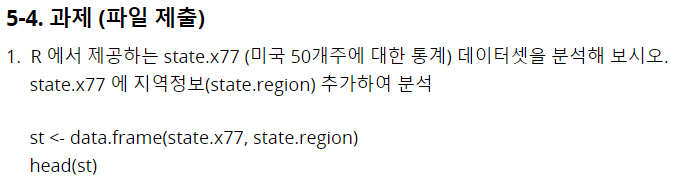 5-4. 과제 (파일 제출)
1. R 에서 제공하는 state.x77 (미국 50개주에 대한 통계) 데이터셋을 분석해 보시오.
state.x77 에 지역정보(state.region) 추가하여 분석
st <- data.frame(state.x77, state.region)
head(st)